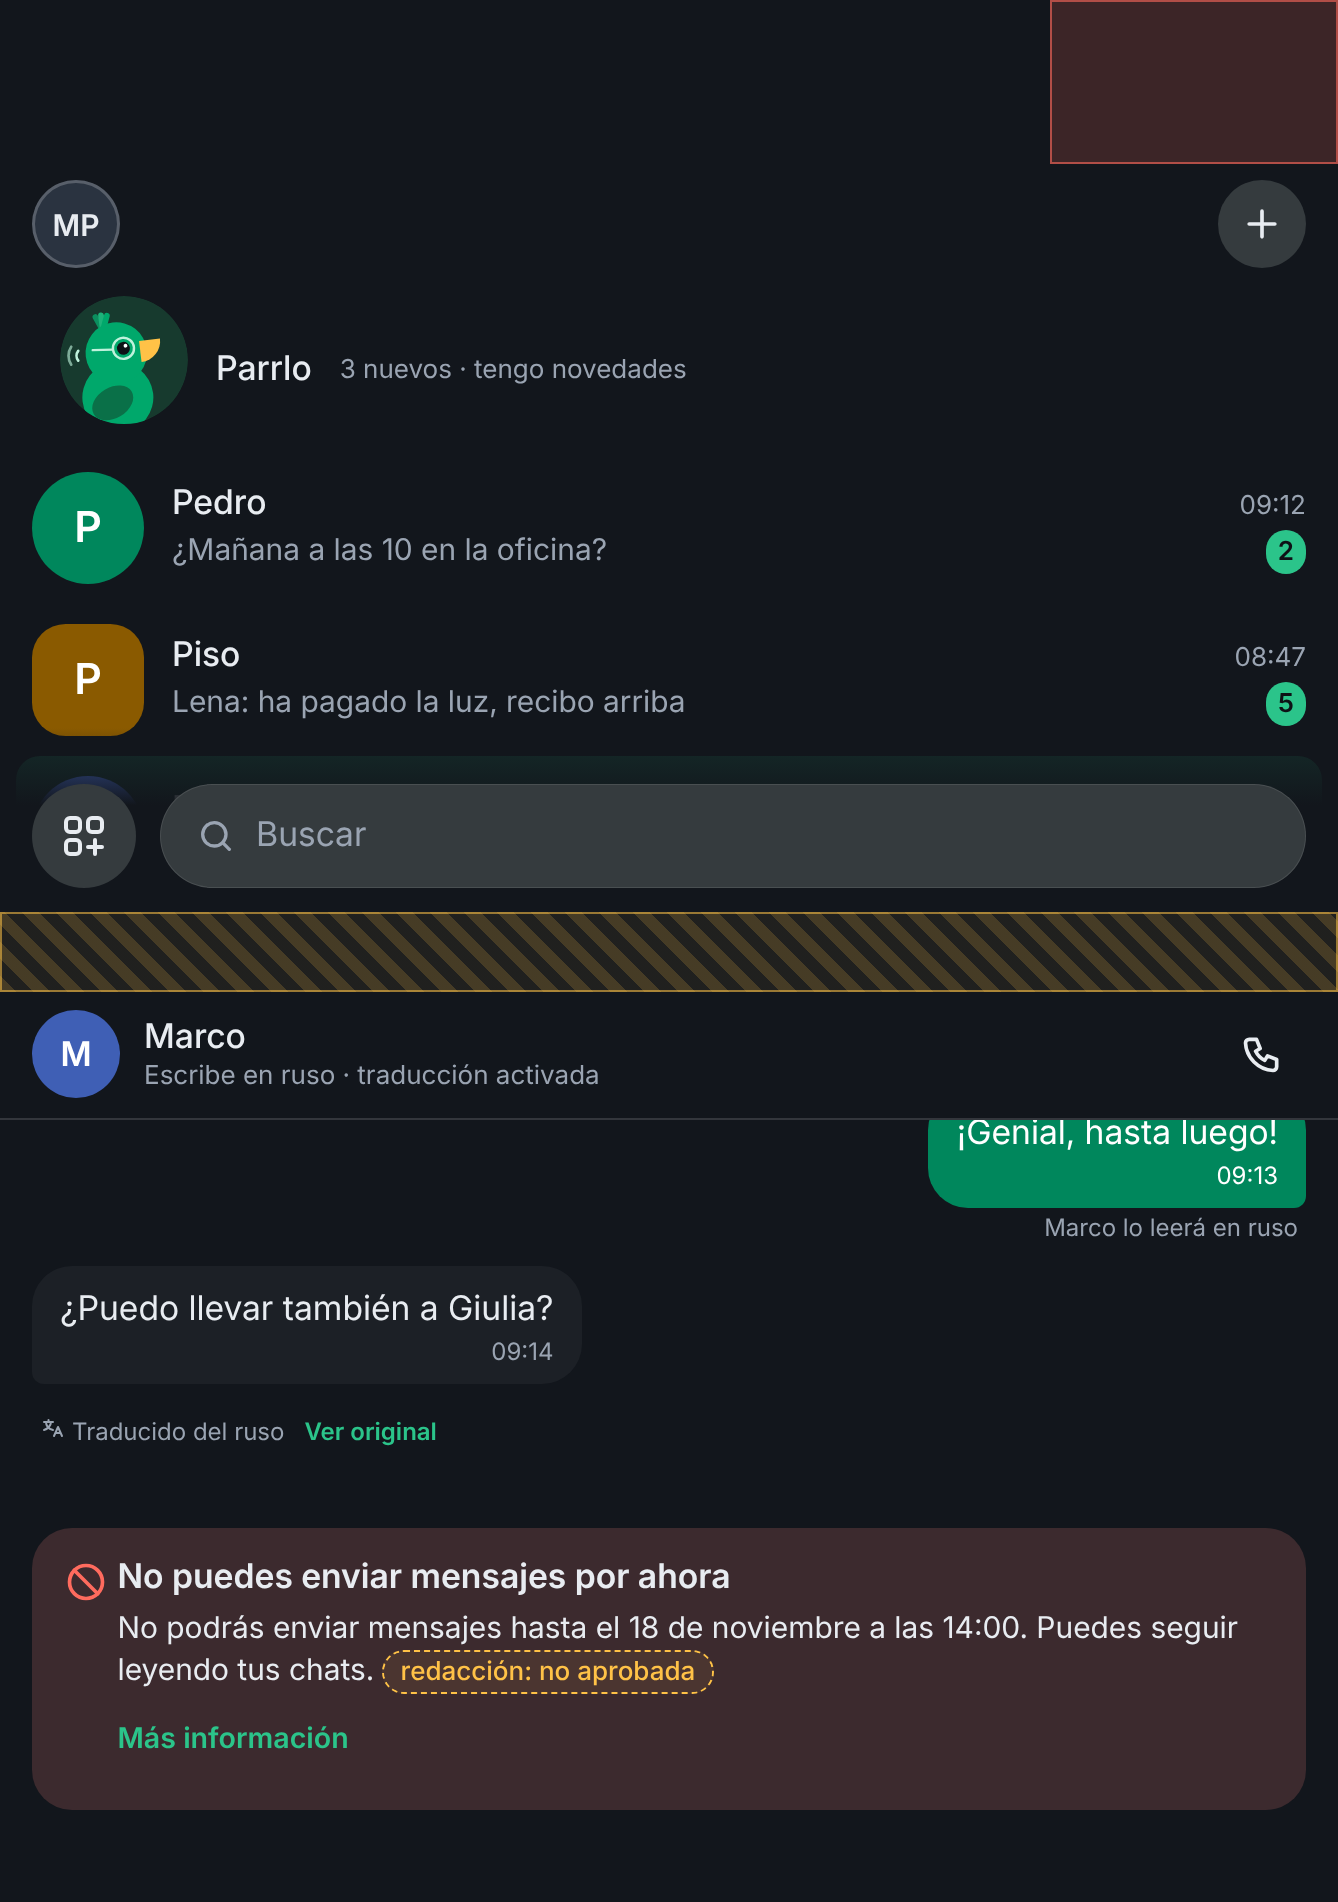 MP
Parrlo 3 nuevos · tengo novedades
P
Pedro
09:12
¿Mañana a las 10 en la oficina?
2
P
Piso
08:47
Lena: ha pagado la luz, recibo arriba
5
Buscar
M
Marco
Escribe en ruso · traducción activada
¡Genial, hasta luego!
09:13
Marco lo leerá en ruso
¿Puedo llevar también a Giulia?
09:14
Traducido del ruso Ver original
No puedes enviar mensajes por ahora
No podrás enviar mensajes hasta el 18 de noviembre a las 14:00. Puedes seguir
leyendo tus chats. redacción: no aprobada
Más información